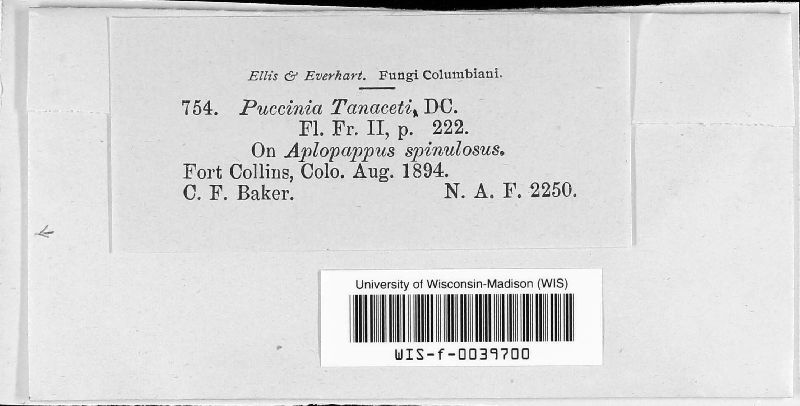 Ellis & Everhart. Fungi Columbiani.
754. Puccinia Tanaceti, DC.
Fl. Fr. II, p. 222.
On Aplopappus spinulosus.
Fort Collins, Colo. Aug. 1894.
C. F. Baker. N. A. F. 2250.
University of Wisconsin-Madison (WIS)
WIS-f-0039700